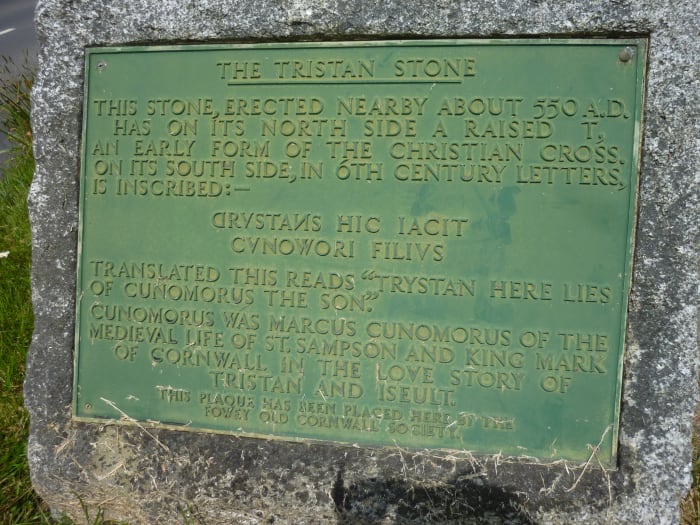 THE TRISTAN STONE
THIS STONE, ERECTED NEARBY ABOUT 550 A.D.
HAS ON ITS NORTH SIDE A RAISED T,
AN EARLY FORM OF THE CHRISTIAN CROSS.
ON ITS SOUTH SIDE, IN 6TH CENTURY LETTERS,
IS INSCRIBED:—
DRVSTANS HIC IACIT
CVNOWORI FILIVS
TRANSLATED THIS READS "TRYSTAN HERE LIES
OF CUNOMORUS THE SON".
CUNOMORUS WAS MARCUS CUNOMORUS OF THE
MEDIEVAL LIFE OF ST. SAMPSON AND KING MARK
OF CORNWALL IN THE LOVE STORY OF
TRISTAN AND ISEULT.
THIS PLAQUE HAS BEEN PLACED HERE BY THE
FOWEY OLD CORNWALL SOCIETY.